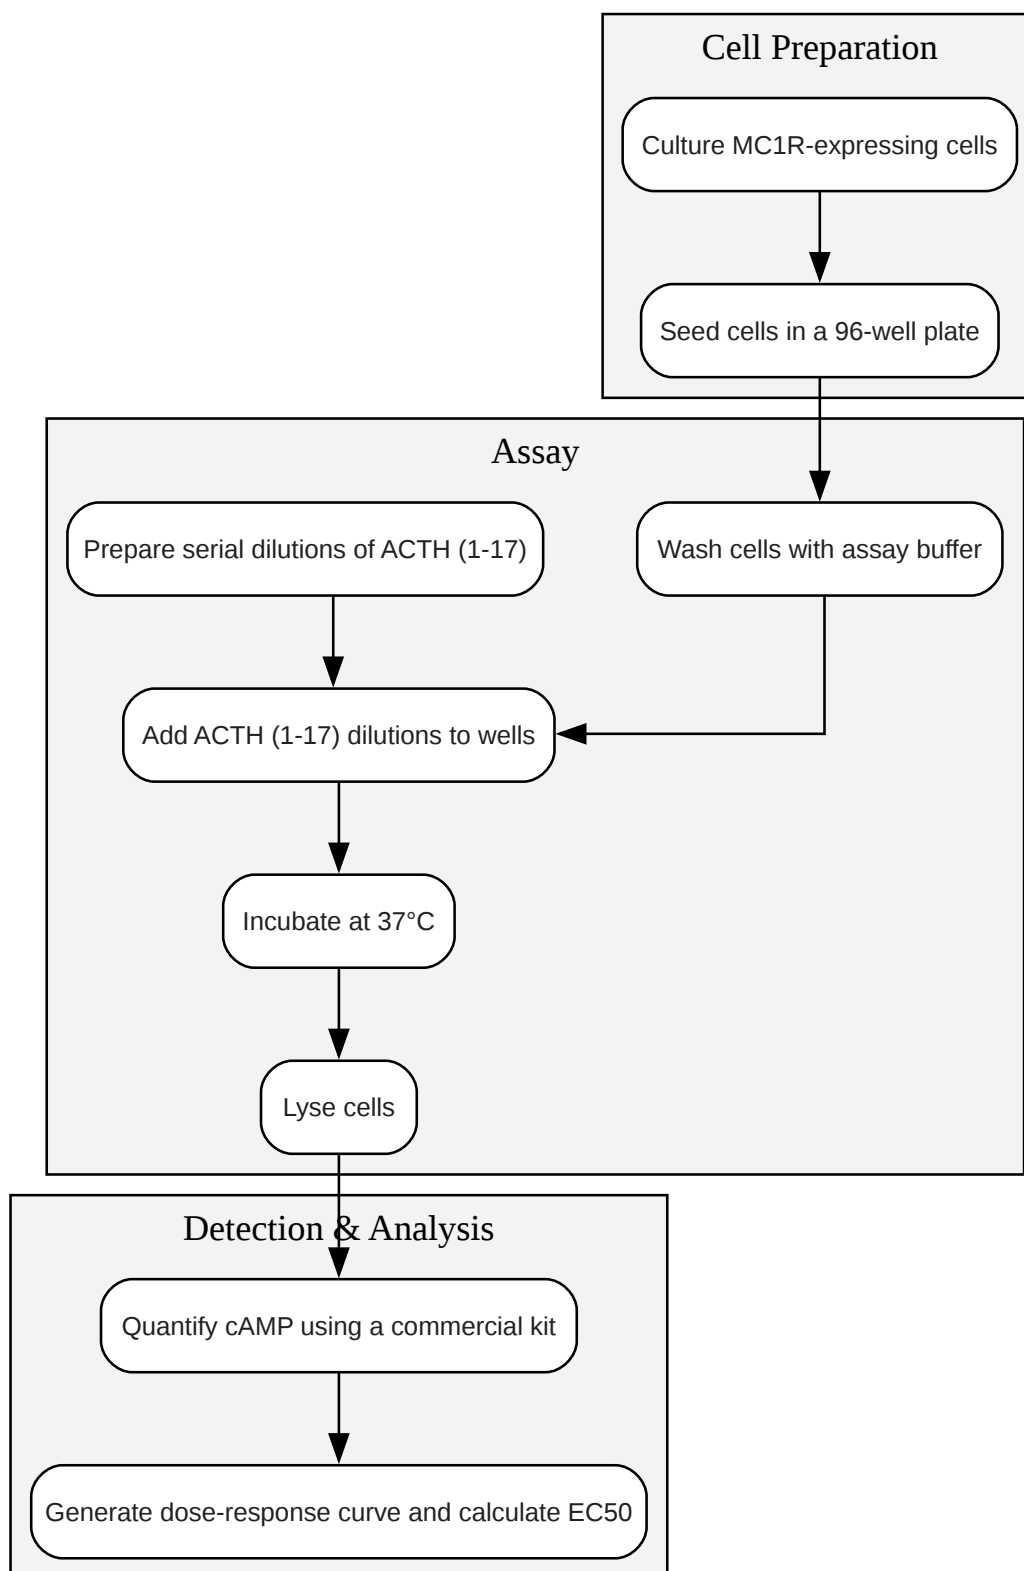 Cell Preparation
Culture MC1R-expressing cells
Seed cells in a 96-well plate
Assay
Prepare serial dilutions of ACTH (1-17)
Wash cells with assay buffer
Add ACTH (1-17) dilutions to wells
Incubate at 37°C
Lyse cells
Detection & Analysis
Quantify cAMP using a commercial kit
Generate dose-response curve and calculate EC50